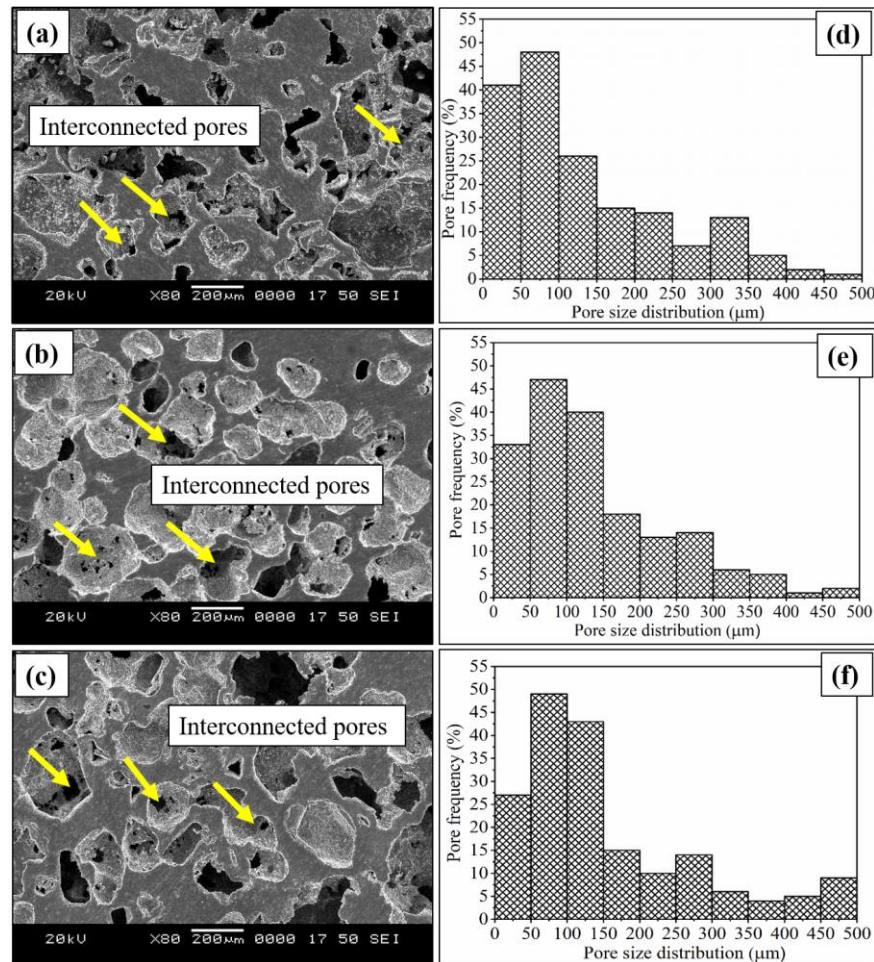 (a)
Interconnected pores
20kV X80 200μm 0000 17 50 SEI
(d)
55
50
45
40
35
30
25
20
15
10
5
0
Pore frequency (%)
0 50 100 150 200 250 300 350 400 450 500
Pore size distribution (μm)
(b)
Interconnected pores
20kV X80 200μm 0000 17 50 SEI
(e)
55
50
45
40
35
30
25
20
15
10
5
0
Pore frequency (%)
0 50 100 150 200 250 300 350 400 450 500
Pore size distribution (μm)
(c)
Interconnected pores
20kV X80 200μm 0000 17 50 SEI
(f)
55
50
45
40
35
30
25
20
15
10
5
0
Pore frequency (%)
0 50 100 150 200 250 300 350 400 450 500
Pore size distribution (μm)